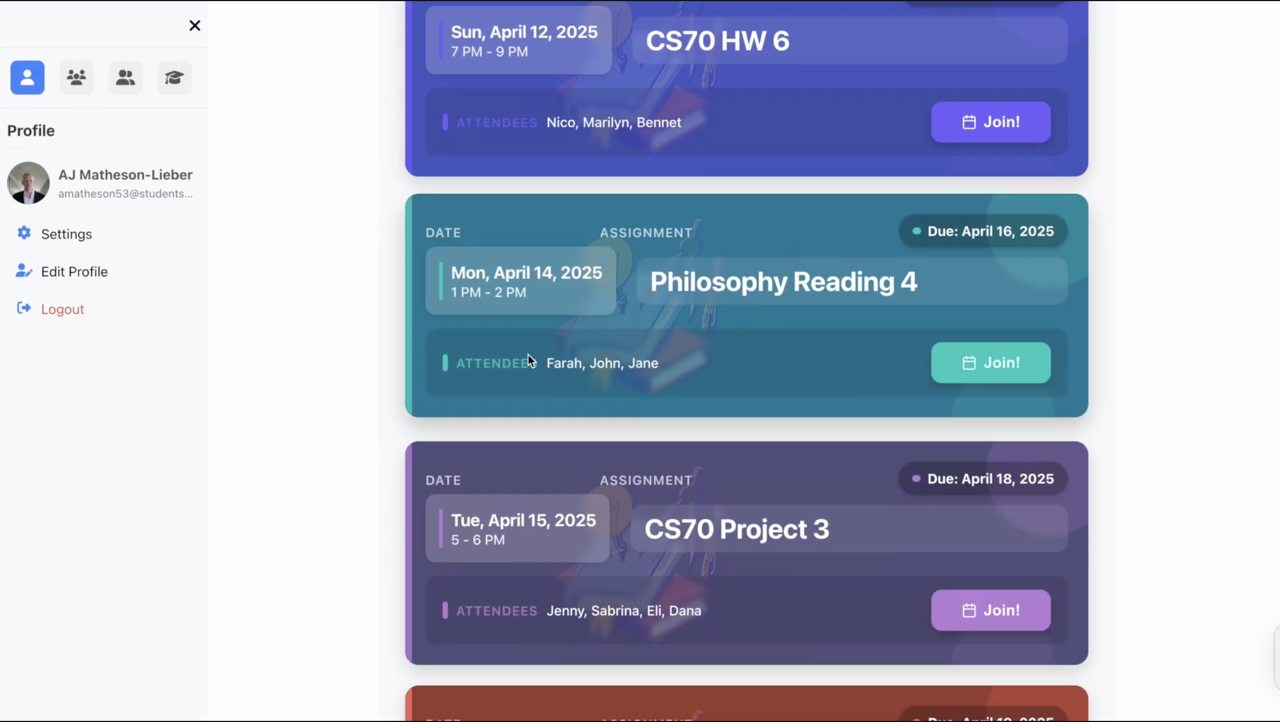 Profile
AJ Matheson-Lieber
amatheson53@students...
Settings
Edit Profile
Logout
Sun, April 12, 2025
7 PM - 9 PM
CS70 HW 6
ATTENDEES Nico, Marilyn, Bennet
Join!
DATE
ASSIGNMENT
Due: April 16, 2025
Mon, April 14, 2025
1 PM - 2 PM
Philosophy Reading 4
ATTENDEES Farah, John, Jane
Join!
DATE
ASSIGNMENT
Due: April 18, 2025
Tue, April 15, 2025
5 - 6 PM
CS70 Project 3
ATTENDEES Jenny, Sabrina, Eli, Dana
Join!